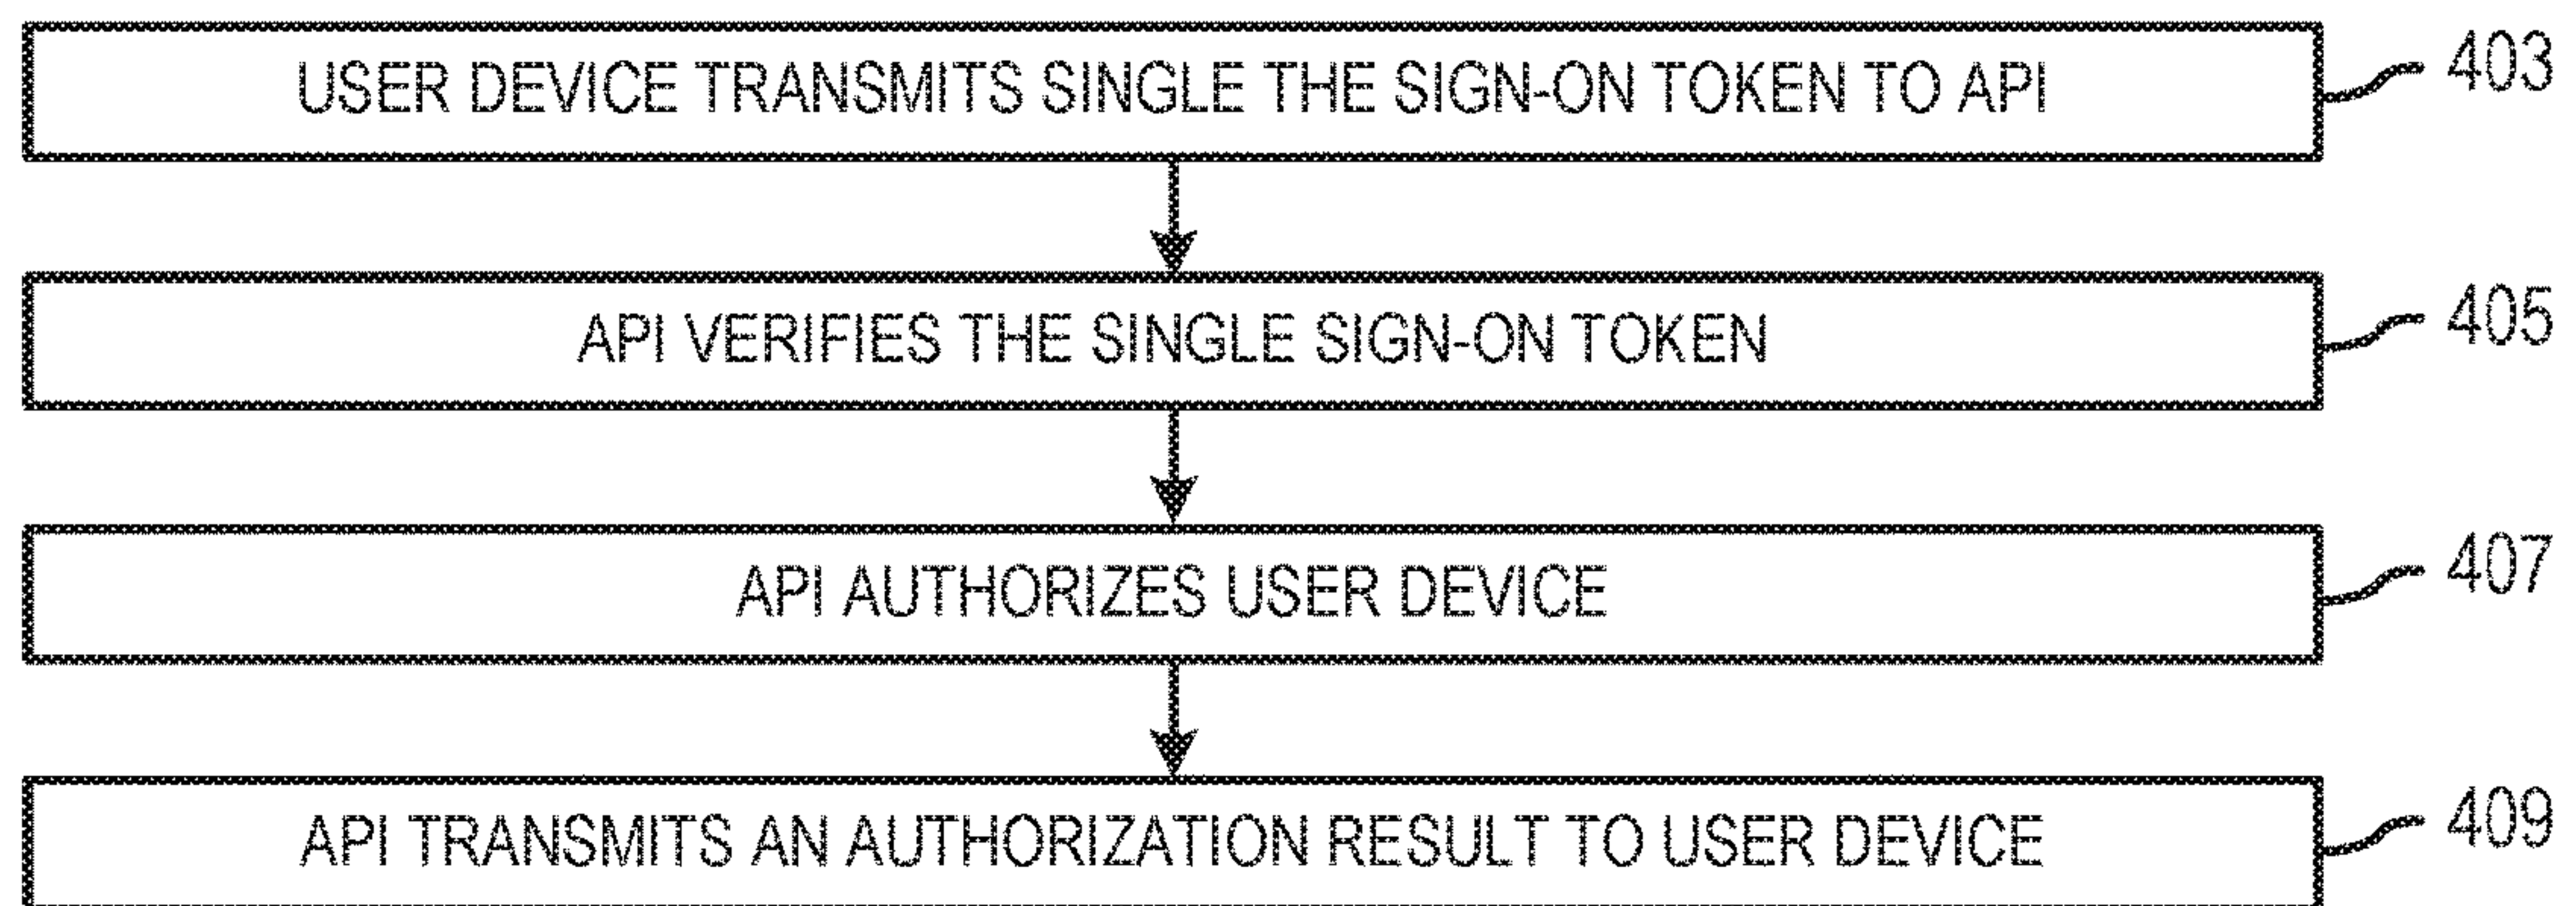 USER DEVICE TRANSMITS SINGLE THE SIGN-ON TOKEN TO API 403
API VERIFIES THE SINGLE SIGN-ON TOKEN 405
API AUTHORIZES USER DEVICE 407
API TRANSMITS AN AUTHORIZATION RESULT TO USER DEVICE 409